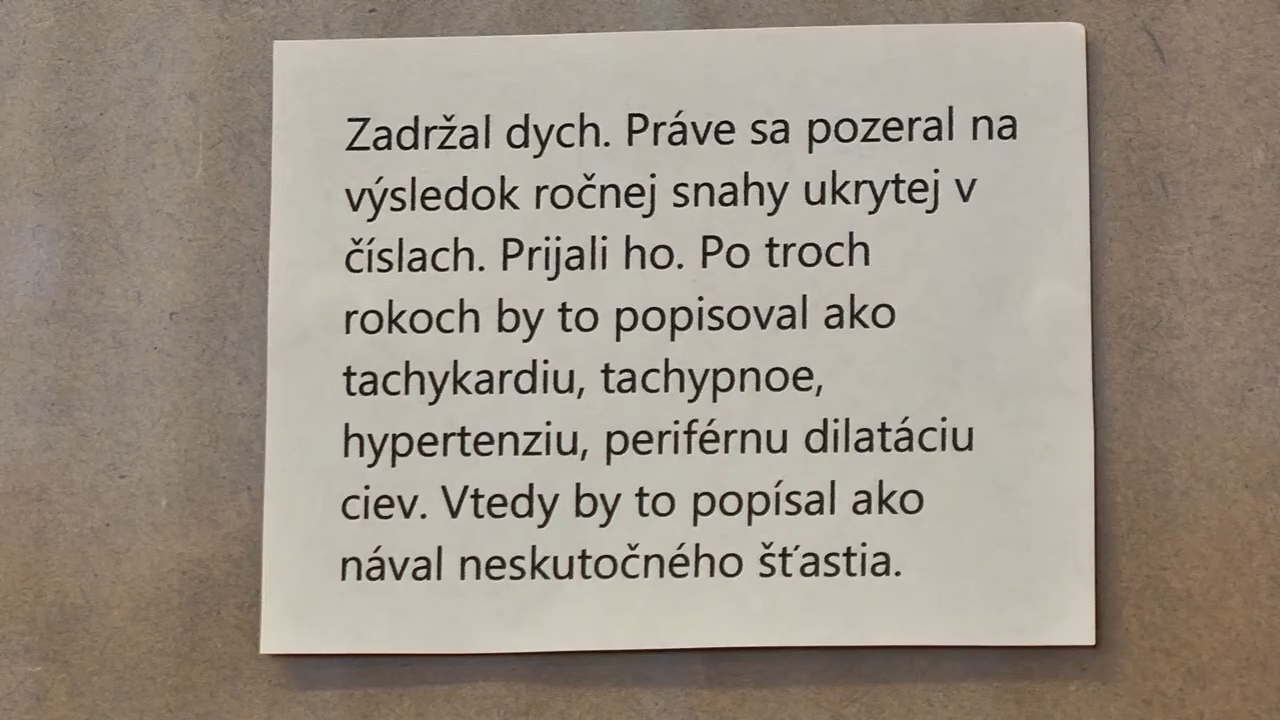 Zadržal dych. Práve sa pozeral na
výsledok ročnej snahy ukrytej v
číslach. Prijali ho. Po troch
rokoch by to popisoval ako
tachykardiu, tachypnoe,
hypertenziu, periférnu dilatáciu
ciev. Vtedy by to popísal ako
nával neskutočného šťastia.